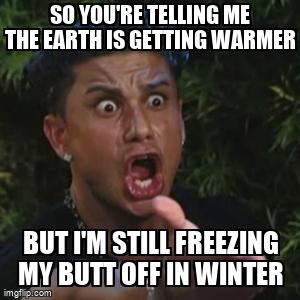 SO YOU'RE TELLING ME
THE EARTH IS GETTING WARMER
BUT I'M STILL FREEZING
MY BUTT OFF IN WINTER
imgflip.com